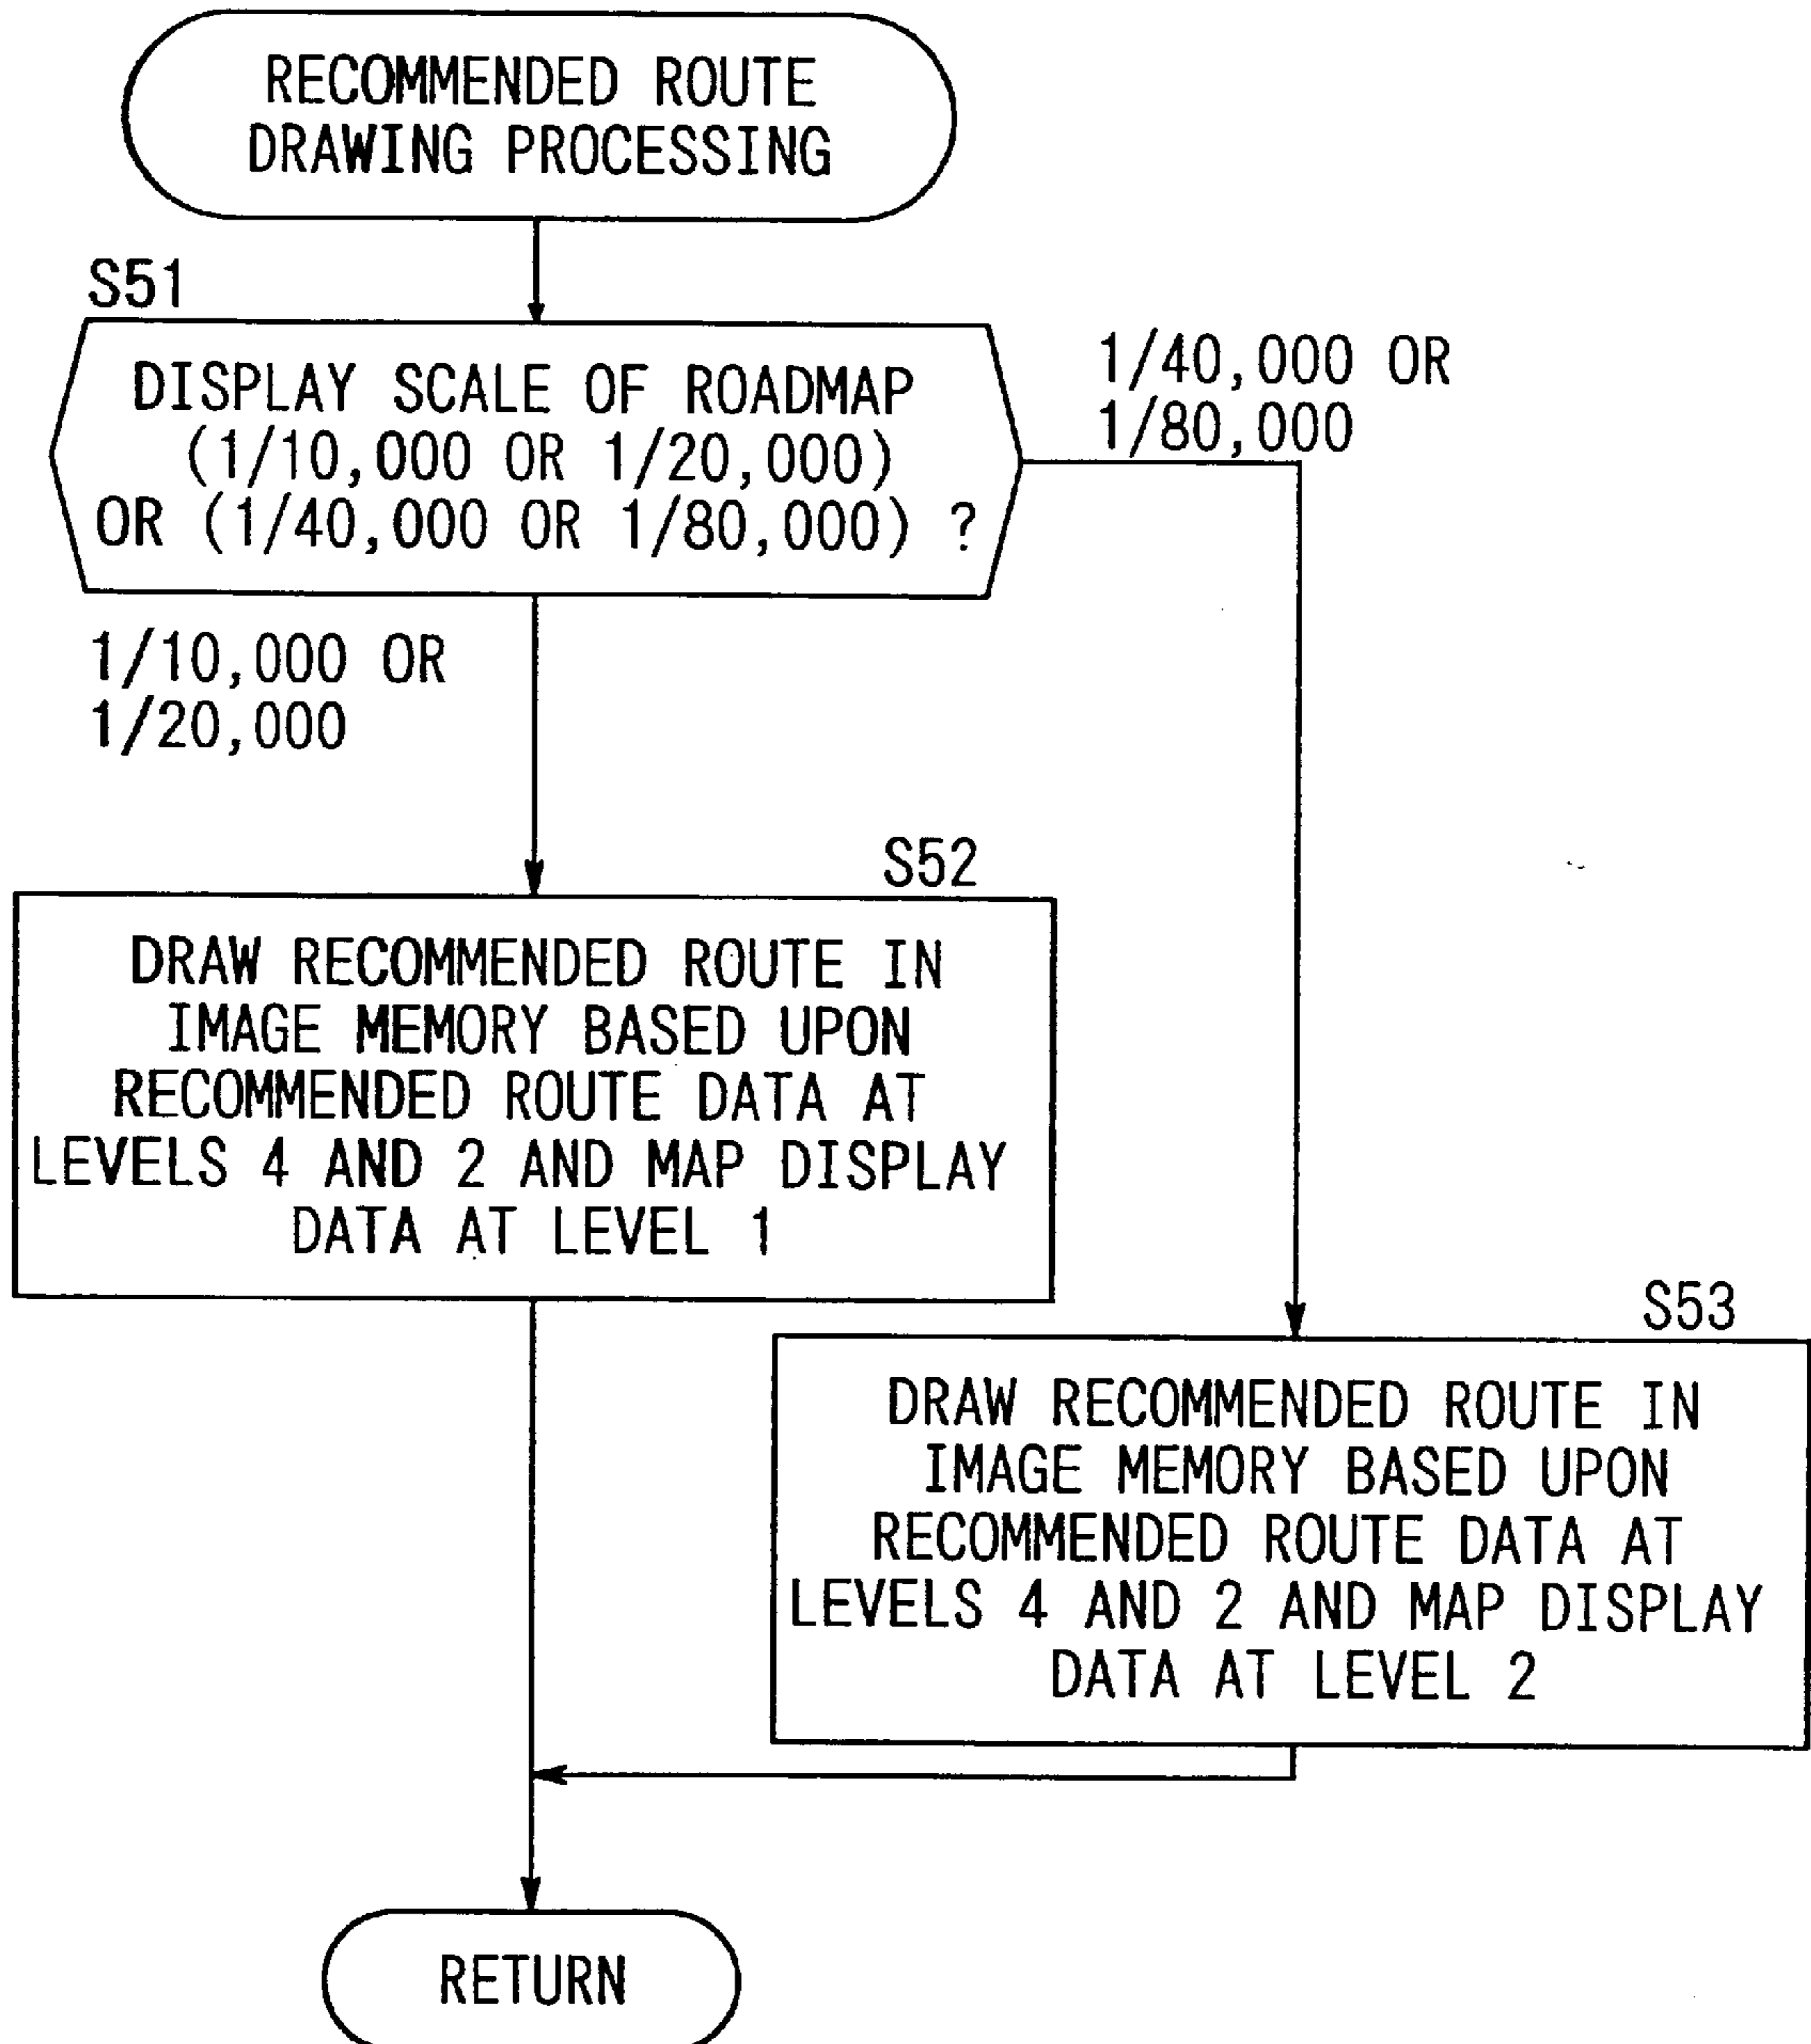 RECOMMENDED ROUTE
DRAWING PROCESSING
S51
DISPLAY SCALE OF ROADMAP
(1/10,000 OR 1/20,000)
OR (1/40,000 OR 1/80,000) ?
1/40,000 OR
1/80,000
1/10,000 OR
1/20,000
S52
DRAW RECOMMENDED ROUTE IN
IMAGE MEMORY BASED UPON
RECOMMENDED ROUTE DATA AT
LEVELS 4 AND 2 AND MAP DISPLAY
DATA AT LEVEL 1
S53
DRAW RECOMMENDED ROUTE IN
IMAGE MEMORY BASED UPON
RECOMMENDED ROUTE DATA AT
LEVELS 4 AND 2 AND MAP DISPLAY
DATA AT LEVEL 2
RETURN